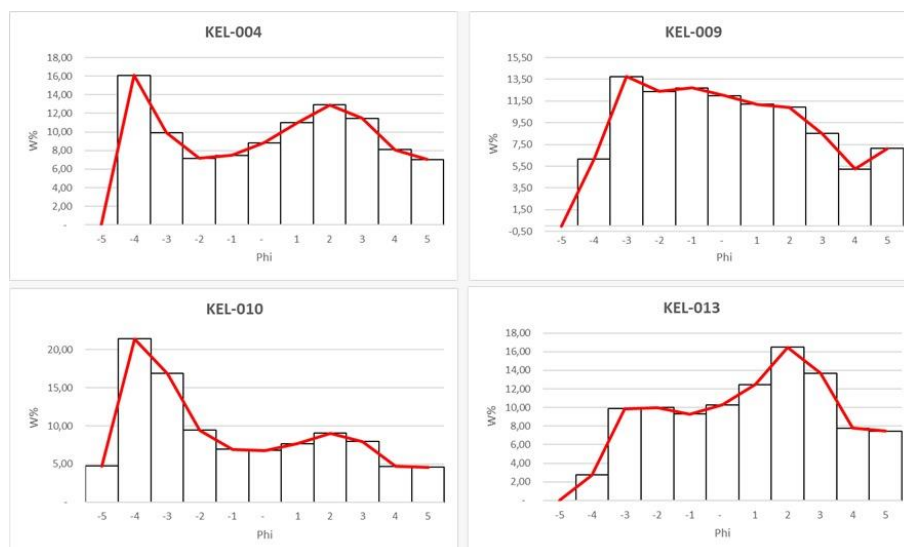 KEL-004
18,00
16,00
14,00
12,00
10,00
8,00
6,00
4,00
2,00
-
W%
-5 -4 -3 -2 -1 - 1 2 3 4 5
Phi
KEL-009
15,50
13,50
11,50
9,50
7,50
5,50
3,50
1,50
-0,50
W%
-5 -4 -3 -2 -1 - 1 2 3 4 5
Phi
KEL-010
20,00
15,00
10,00
5,00
-
W%
-5 -4 -3 -2 -1 - 1 2 3 4 5
Phi
KEL-013
18,00
16,00
14,00
12,00
10,00
8,00
6,00
4,00
2,00
-
W%
-5 -4 -3 -2 -1 - 1 2 3 4 5
Phi